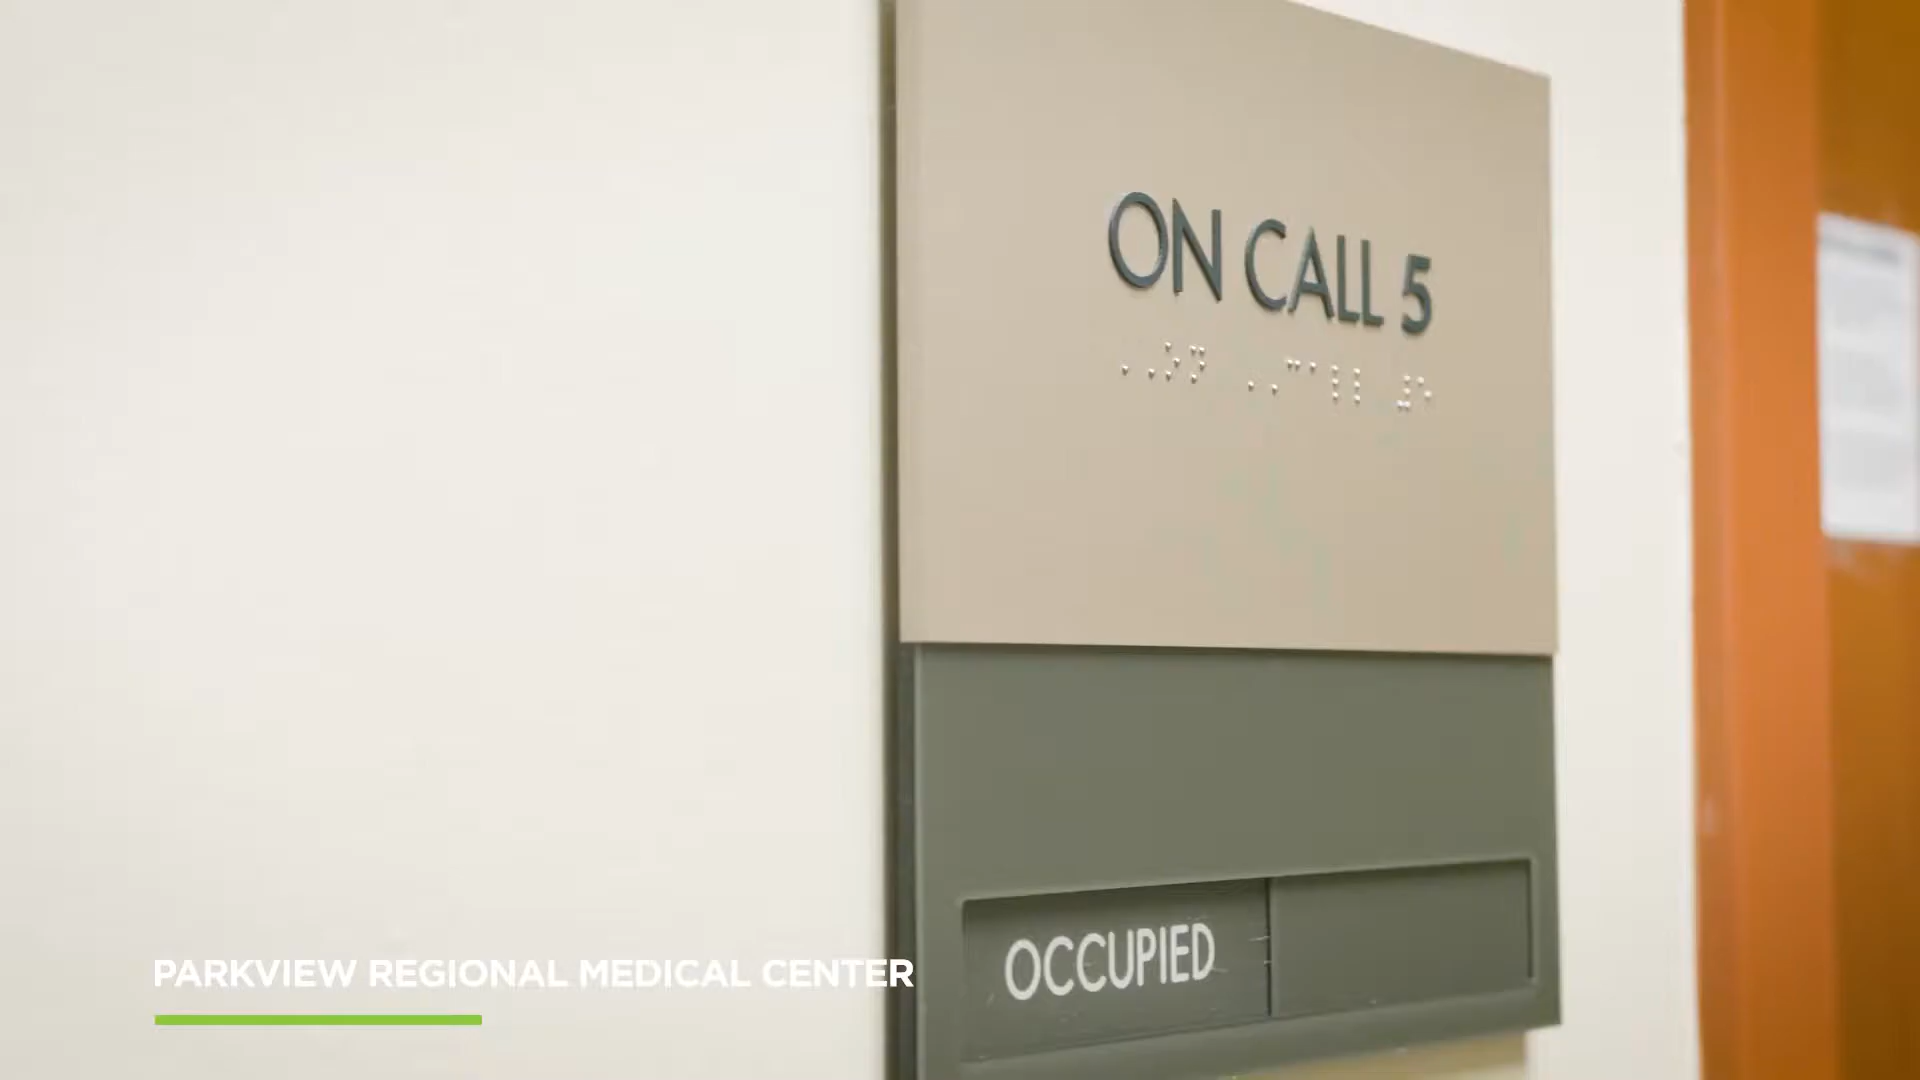 ON CALL 5
⠠⠠⠕⠝ ⠠⠠⠉⠁⠇⠇ ⠼⠑
OCCUPIED
PARKVIEW REGIONAL MEDICAL CENTER